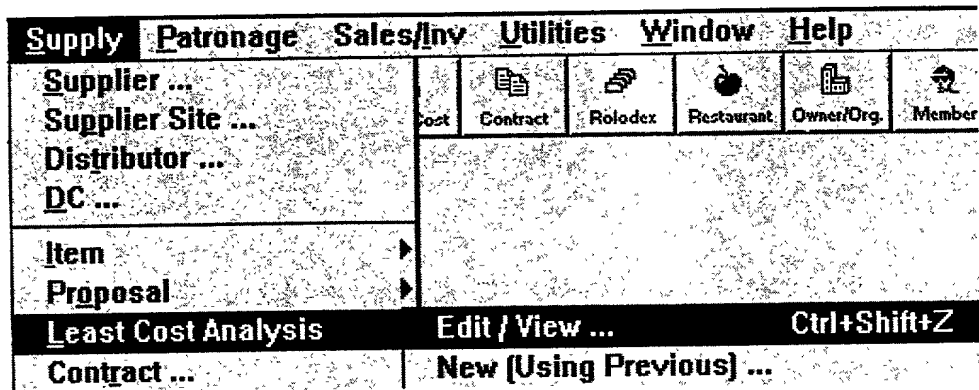 Supply Patronage Sales/Inv Utilities Window Help
Supplier ...
Supplier Site ...
Distributor ...
DC ...
Cost Contract Rolodex Restaurant Owner/Org. Member
Item
Proposal
Least Cost Analysis Edit / View ... Ctrl+Shift+Z
Contract ... New (Using Previous) ...